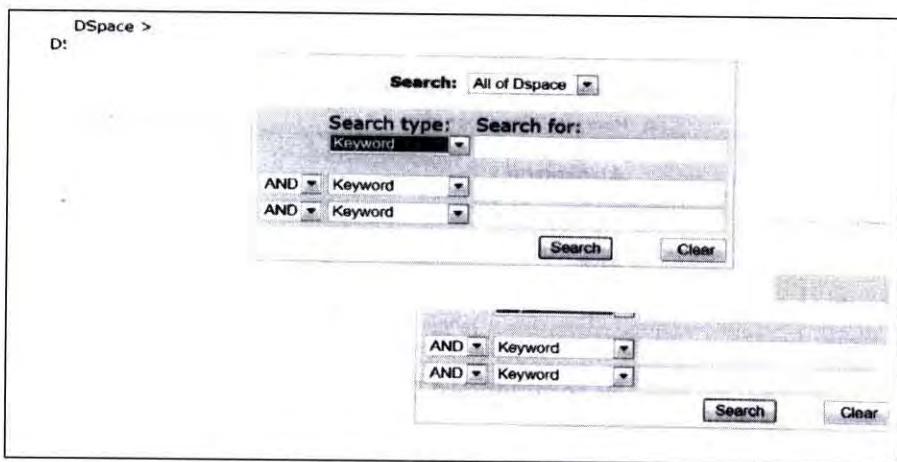 DSpace >
D:
Search: All of Dspace
Search type: Search for:
Keyword
AND Keyword
AND Keyword
Search Clear
AND Keyword
AND Keyword
Search Clear